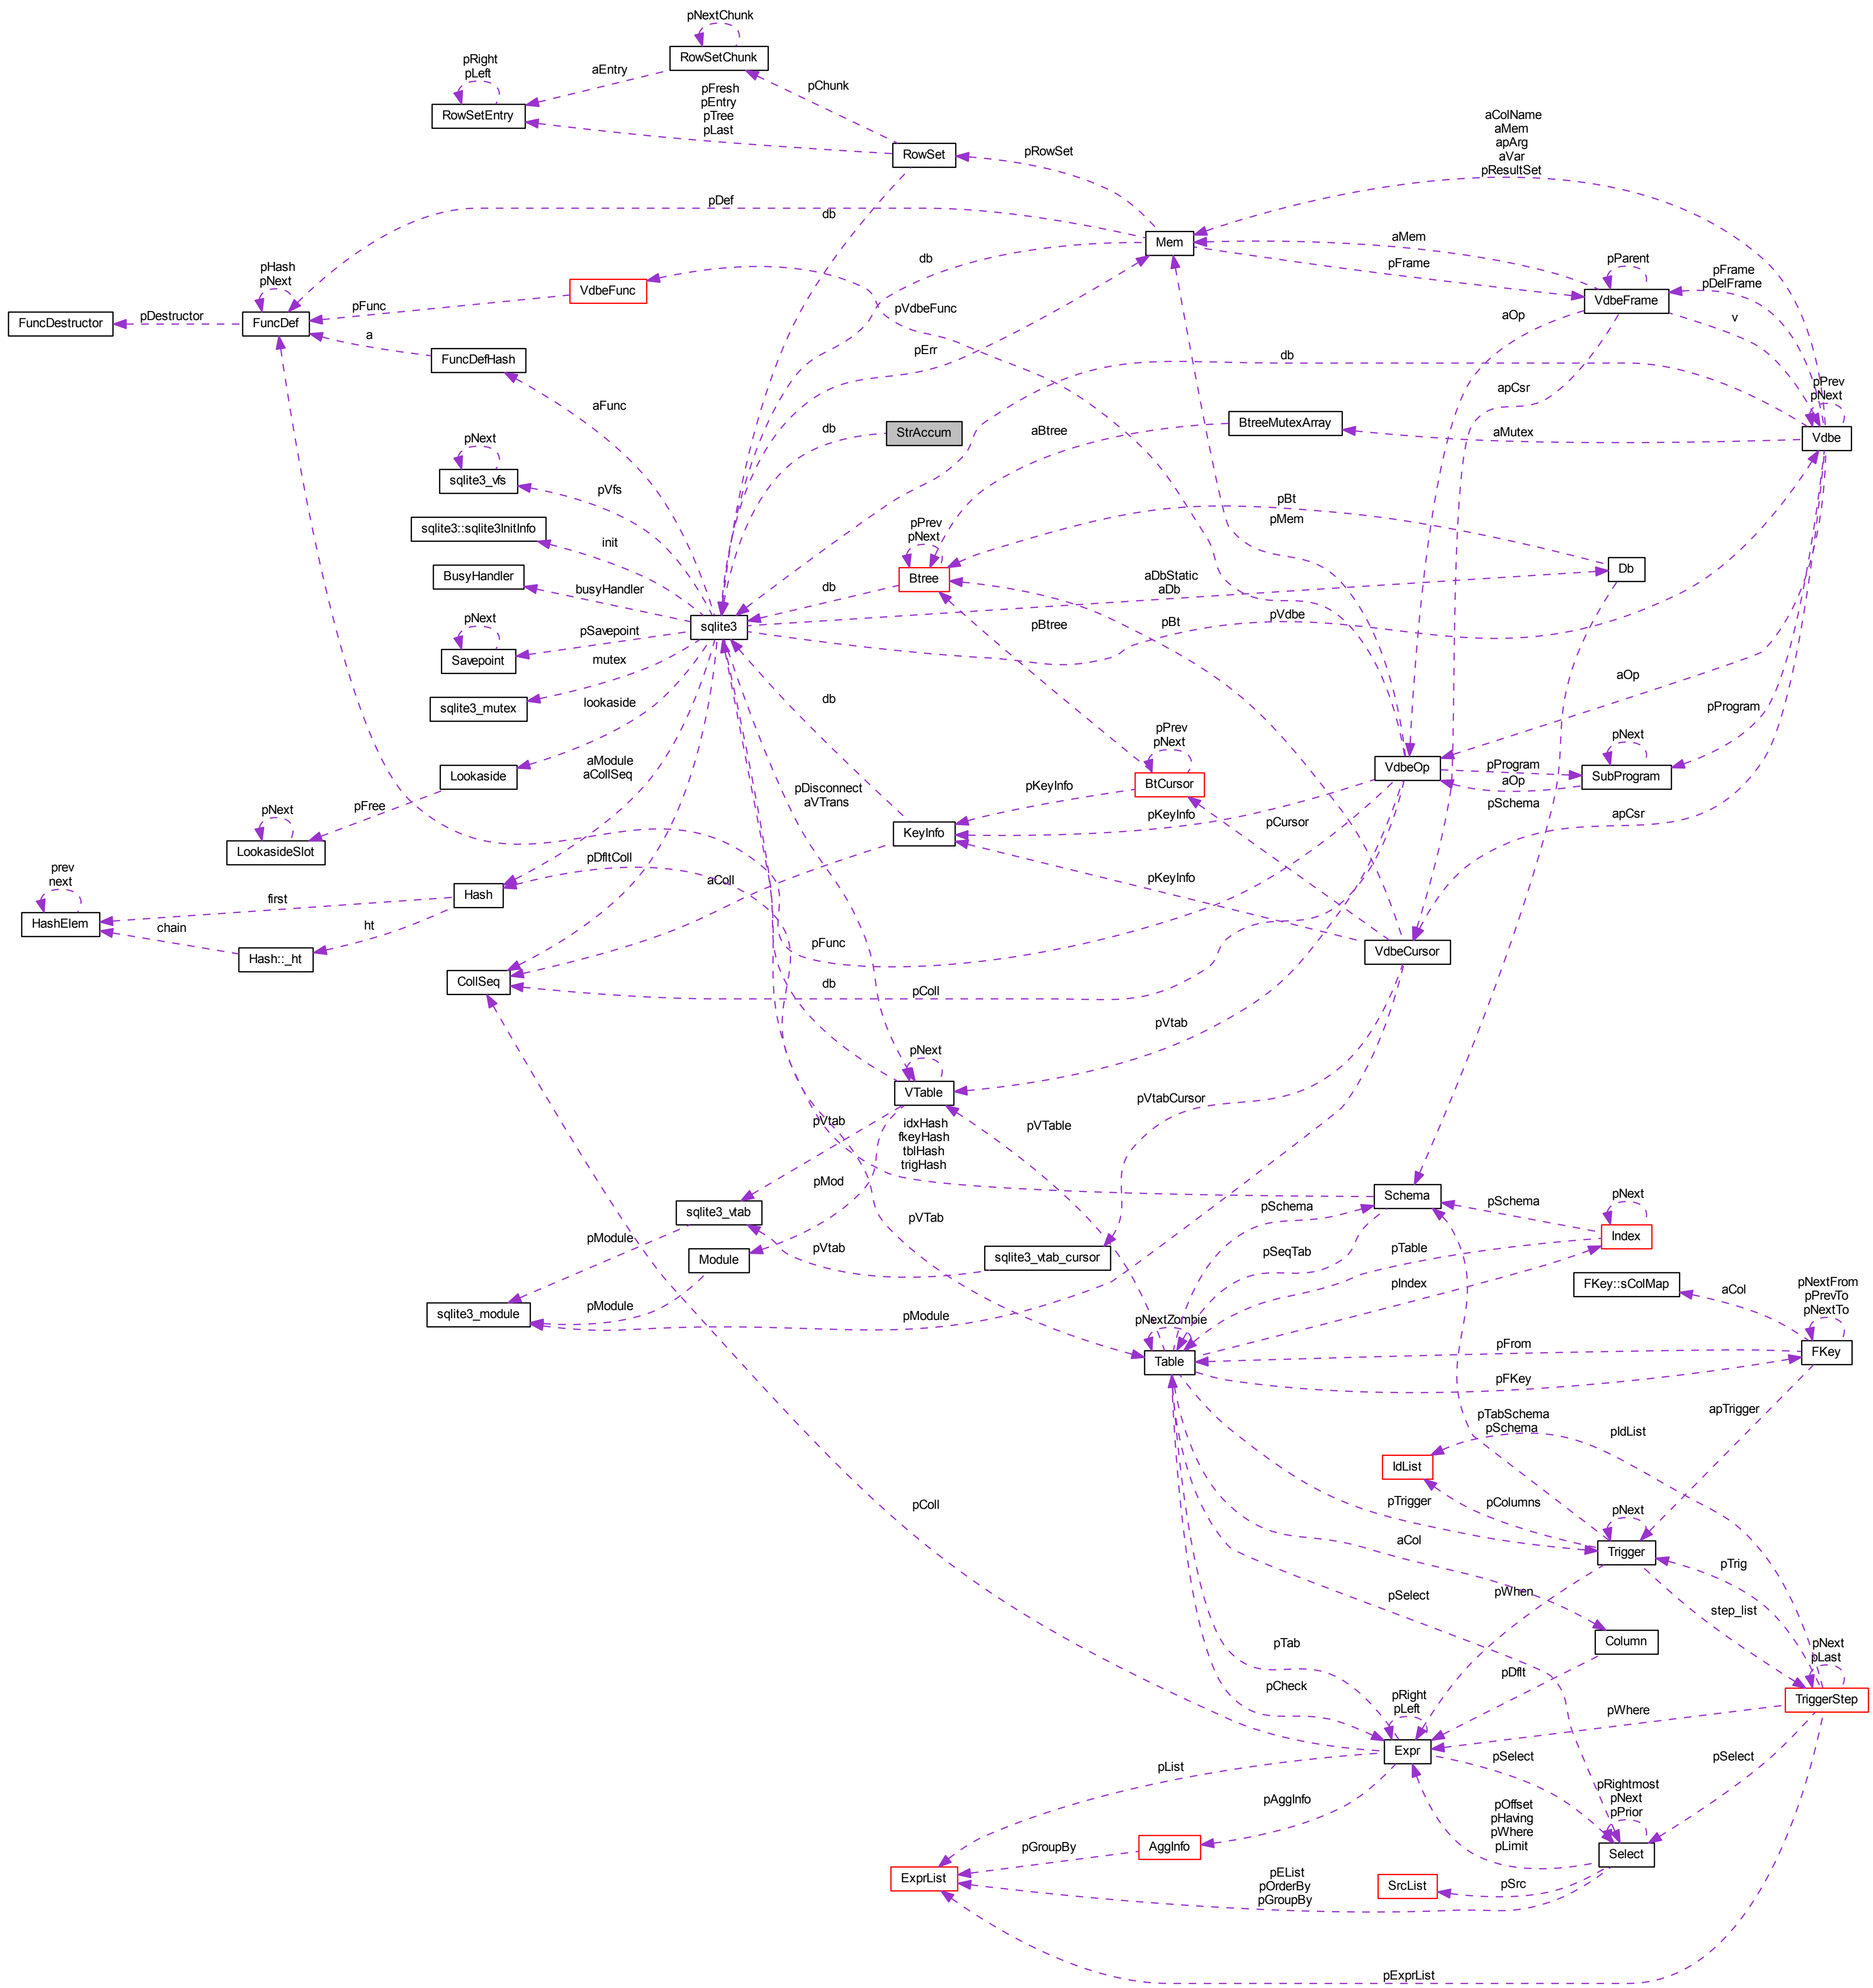 pNextChunk
RowSetChunk
pRight
pLeft
aEntry
pFresh
pEntry
pTree
pLast
pChunk
RowSetEntry
aColName
aMem
apArg
aVar
pResultSet
RowSet
pRowSet
pDef
db
Mem
aMem
pFrame
pParent
pFrame
pDelFrame
db
pHash
pNext
VdbeFunc
pFunc
pVdbeFunc
VdbeFrame
FuncDestructor
pDestructor
FuncDef
a
FuncDefHash
pErr
aOp
v
db
pPrev
pNext
apCsr
aFunc
StrAccum
db
aBtree
BtreeMutexArray
aMutex
Vdbe
pNext
sqlite3_vfs
pVfs
pBt
pMem
sqlite3::sqlite3InitInfo
init
pPrev
pNext
BusyHandler
busyHandler
Btree
db
aDbStatic
aDb
Db
sqlite3
pBtree
pBt
pVdbe
pNext
pSavepoint
Savepoint
mutex
aOp
sqlite3_mutex
lookaside
db
pProgram
pPrev
pNext
pNext
Lookaside
aModule
aCollSeq
pDisconnect
aVTrans
BtCursor
VdbeOp
pProgram
aOp
SubProgram
pSchema
pFree
pKeyInfo
pKeyInfo
pCursor
apCsr
pNext
LookasideSlot
KeyInfo
prev
next
pDfltColl
aColl
pKeyInfo
Hash
first
HashElem
chain
ht
Hash::_ht
pFunc
VdbeCursor
CollSeq
db
pColl
pVtab
pNext
VTable
pVtab
idxHash
fkeyHash
tblHash
trigHash
pVTable
pVtabCursor
pMod
Schema
sqlite3_vtab
pVTab
pSchema
pSchema
pNext
Index
pModule
Module
pVtab
sqlite3_vtab_cursor
pSeqTab
pTable
pIndex
FKey::sColMap
aCol
pNextFrom
pPrevTo
pNextTo
sqlite3_module
pModule
pModule
pNextZombie
Table
pFrom
FKey
pFKey
apTrigger
pTabSchema
pSchema
pIdList
IdList
pColl
pTrigger
pColumns
pNext
aCol
Trigger
pTrig
pSelect
pWhen
step_list
pTab
Column
pNext
pLast
pCheck
pDflt
TriggerStep
pRight
pLeft
pWhere
Expr
pList
pSelect
pSelect
pAggInfo
pRightmost
pNext
pPrior
pOffset
pHaving
pWhere
pLimit
pGroupBy
AggInfo
Select
ExprList
pEList
pOrderBy
pGroupBy
SrcList
pSrc
pExprList